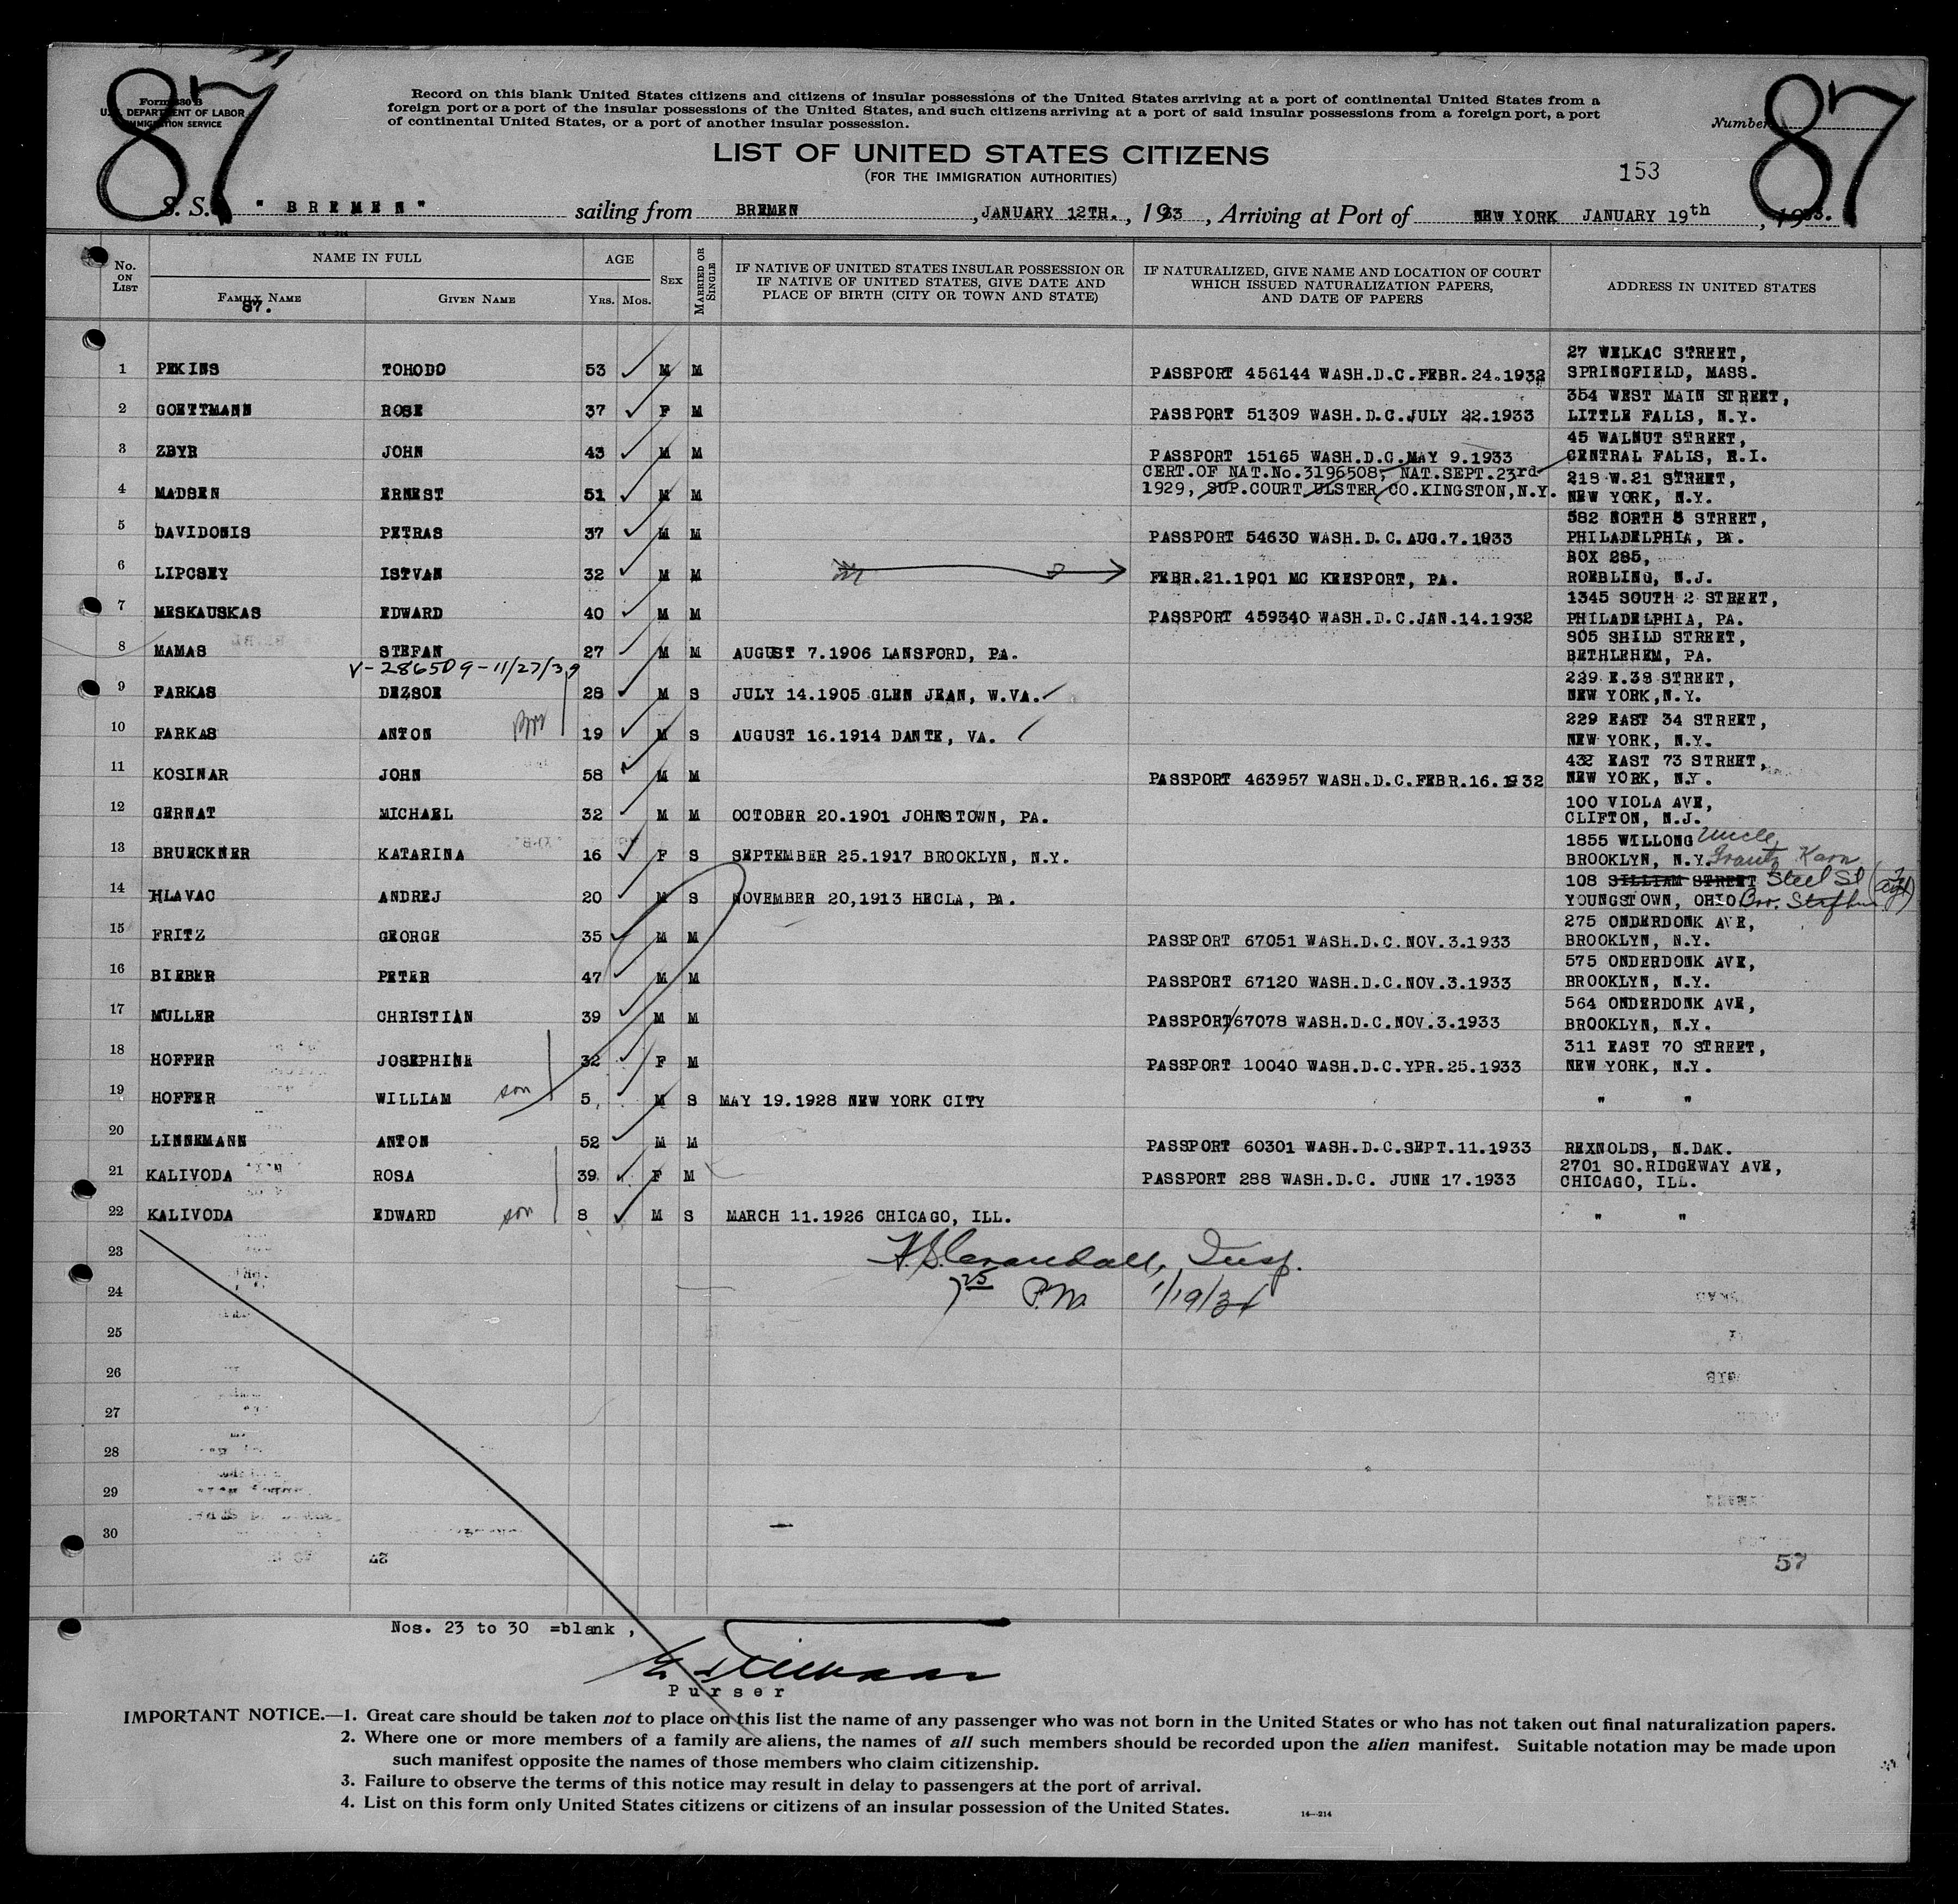 87
87
Form 630 B
U.S. DEPARTMENT OF LABOR
IMMIGRATION SERVICE
Record on this blank United States citizens and citizens of insular possessions of the United States arriving at a port of continental United States from a
foreign port or a port of the insular possessions of the United States, and such citizens arriving at a port of said insular possessions from a foreign port, a port
of continental United States, or a port of another insular possession.
Number
LIST OF UNITED STATES CITIZENS
(FOR THE IMMIGRATION AUTHORITIES)
153
S. S. "BREMEN" sailing from BREMEN, JANUARY 12TH., 1933, Arriving at Port of NEW YORK JANUARY 19th, 1933.
No. ON LIST
NAME IN FULL
FAMILY NAME
87.
GIVEN NAME
AGE
YRS. MOS.
SEX
MARRIED OR SINGLE
IF NATIVE OF UNITED STATES INSULAR POSSESSION OR
IF NATIVE OF UNITED STATES, GIVE DATE AND
PLACE OF BIRTH (CITY OR TOWN AND STATE)
IF NATURALIZED, GIVE NAME AND LOCATION OF COURT
WHICH ISSUED NATURALIZATION PAPERS,
AND DATE OF PAPERS
ADDRESS IN UNITED STATES
27 WELKAC STREET,
1 PEKINS TOHODO 53 M M PASSPORT 456144 WASH.D.C.FEBR.24.1932 SPRINGFIELD, MASS.
354 WEST MAIN STREET,
2 GOETTMANN ROSE 37 F M PASSPORT 51309 WASH.D.C.JULY 22.1933 LITTLE FALLS, N.Y.
45 WALNUT STREET,
3 ZBYR JOHN 43 M M PASSPORT 15165 WASH.D.C.MAY 9.1933 CENTRAL FALLS, R.I.
CERT.OF NAT.No.3196508, NAT.SEPT.23rd 218 W.21 STREET,
4 MADSEN ERNEST 51 M M 1929, SUP.COURT ULSTER CO.KINGSTON,N.Y. NEW YORK, N.Y.
582 NORTH 5 STREET,
5 DAVIDONIS PETRAS 37 M M PASSPORT 54630 WASH.D.C.AUG.7.1933 PHILADELPHIA, PA.
BOX 285,
6 LIPCSEY ISTVAN 32 M M FEBR.21.1901 MC KEESPORT, PA. ROEBLING, N.J.
1345 SOUTH 2 STREET,
7 MESKAUSKAS EDWARD 40 M M PASSPORT 459340 WASH.D.C.JAN.14.1932 PHILADELPHIA, PA.
905 SHILD STREET,
8 MAMAS STEFAN 27 M M AUGUST 7.1906 LANSFORD, PA. BETHLEHEM, PA.
V-286509-11/27/39
229 E.38 STREET,
9 FARKAS DEZSOE 28 M S JULY 14.1905 GLEN JEAN, W.VA. NEW YORK,N.Y.
229 EAST 34 STREET,
10 FARKAS ANTON 19 M S AUGUST 16.1914 DANTE, VA. NEW YORK, N.Y.
432 EAST 73 STREET,
11 KOSINAR JOHN 58 M M PASSPORT 463957 WASH.D.C.FEBR.16.1932 NEW YORK, N.Y.
100 VIOLA AVE,
12 GERNAT MICHAEL 32 M M OCTOBER 20.1901 JOHNSTOWN, PA. CLIFTON, N.J.
1855 WILLONG Uncle
13 BRUECKNER KATARINA 16 F S SEPTEMBER 25.1917 BROOKLYN, N.Y. BROOKLYN, N.Y. Frantz Karn
108 SILLIAM STREET Steel St
14 HLAVAC ANDREJ 20 M S NOVEMBER 20,1913 HECLA, PA. YOUNGSTOWN, OHIO Bro. Stephen
275 ONDERDONK AVE,
15 FRITZ GEORGE 35 M M PASSPORT 67051 WASH.D.C.NOV.3.1933 BROOKLYN, N.Y.
575 ONDERDONK AVE,
16 BIEBER PETER 47 M M PASSPORT 67120 WASH.D.C.NOV.3.1933 BROOKLYN, N.Y.
564 ONDERDONK AVE,
17 MULLER CHRISTIAN 39 M M PASSPORT 67078 WASH.D.C.NOV.3.1933 BROOKLYN, N.Y.
311 EAST 70 STREET,
18 HOFFER JOSEPHINE 32 F M PASSPORT 10040 WASH.D.C.YPR.25.1933 NEW YORK, N.Y.
19 HOFFER WILLIAM son 5 M S MAY 19.1928 NEW YORK CITY " "
20 LINNEMANN ANTON 52 M M PASSPORT 60301 WASH.D.C.SEPT.11.1933 REXNOLDS, N.DAK.
2701 SO.RIDGEWAY AVE,
21 KALIVODA ROSA 39 F M PASSPORT 288 WASH.D.C. JUNE 17.1933 CHICAGO, ILL.
22 KALIVODA EDWARD son 8 M S MARCH 11.1926 CHICAGO, ILL. " "
23 H.S. Crandall, Insp.
24 7 25 P.M. 1/19/34
25
26
27
28
29
30
57
Nos. 23 to 30 =blank ,
Purser
IMPORTANT NOTICE.—1. Great care should be taken not to place on this list the name of any passenger who was not born in the United States or who has not taken out final naturalization papers.
2. Where one or more members of a family are aliens, the names of all such members should be recorded upon the alien manifest. Suitable notation may be made upon
such manifest opposite the names of those members who claim citizenship.
3. Failure to observe the terms of this notice may result in delay to passengers at the port of arrival.
4. List on this form only United States citizens or citizens of an insular possession of the United States.
14—214